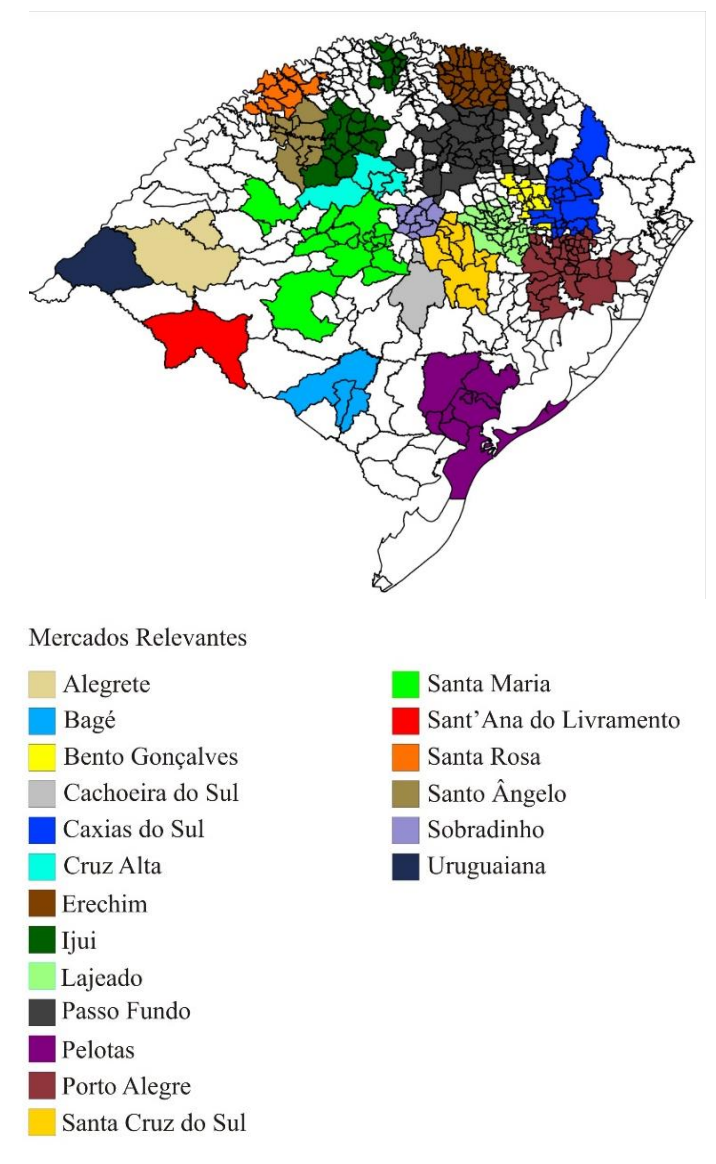 Mercados Relevantes
Alegrete
Bagé
Bento Gonçalves
Cachoeira do Sul
Caxias do Sul
Cruz Alta
Erechim
Ijui
Lajeado
Passo Fundo
Pelotas
Porto Alegre
Santa Cruz do Sul
Santa Maria
Sant’Ana do Livramento
Santa Rosa
Santo Ângelo
Sobradinho
Uruguaiana